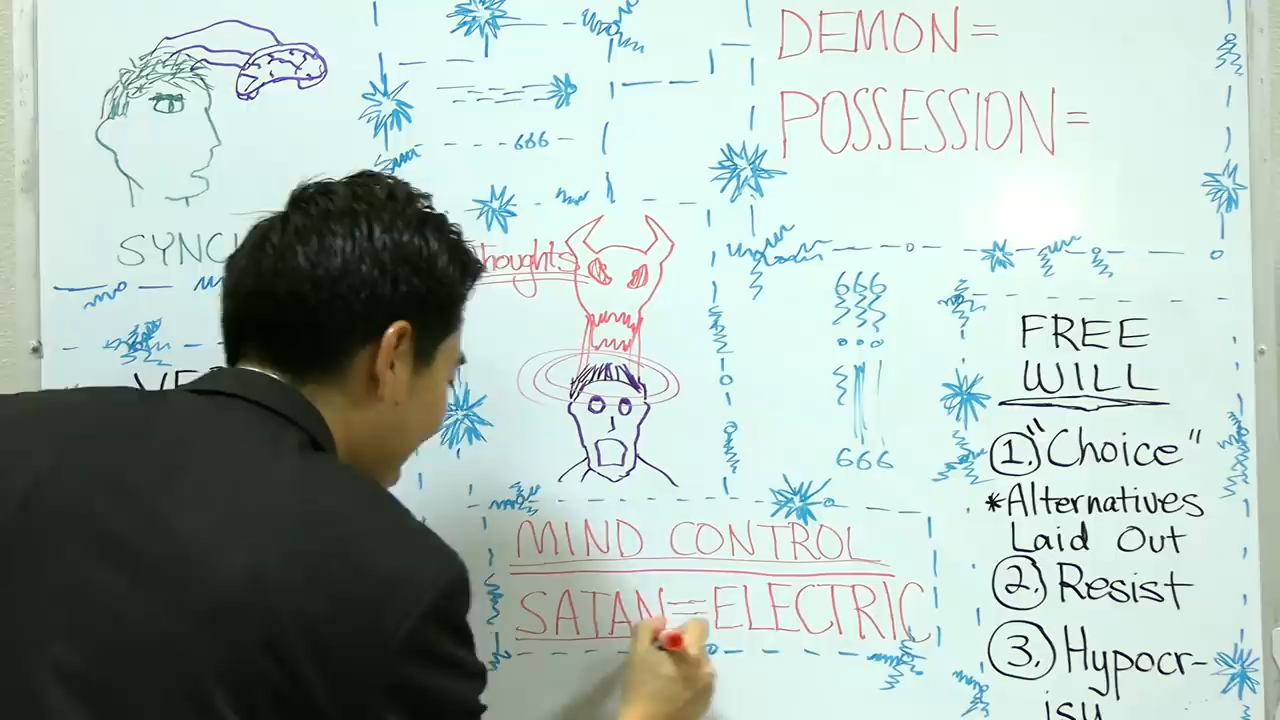 DEMON=
POSSESSION=
666
SYNC
thoughts
666
666
FREE
WILL
1. "Choice"
*Alternatives
Laid Out
2. Resist
3. Hypocr-
isy
MIND CONTROL
SATAN=ELECTRIC